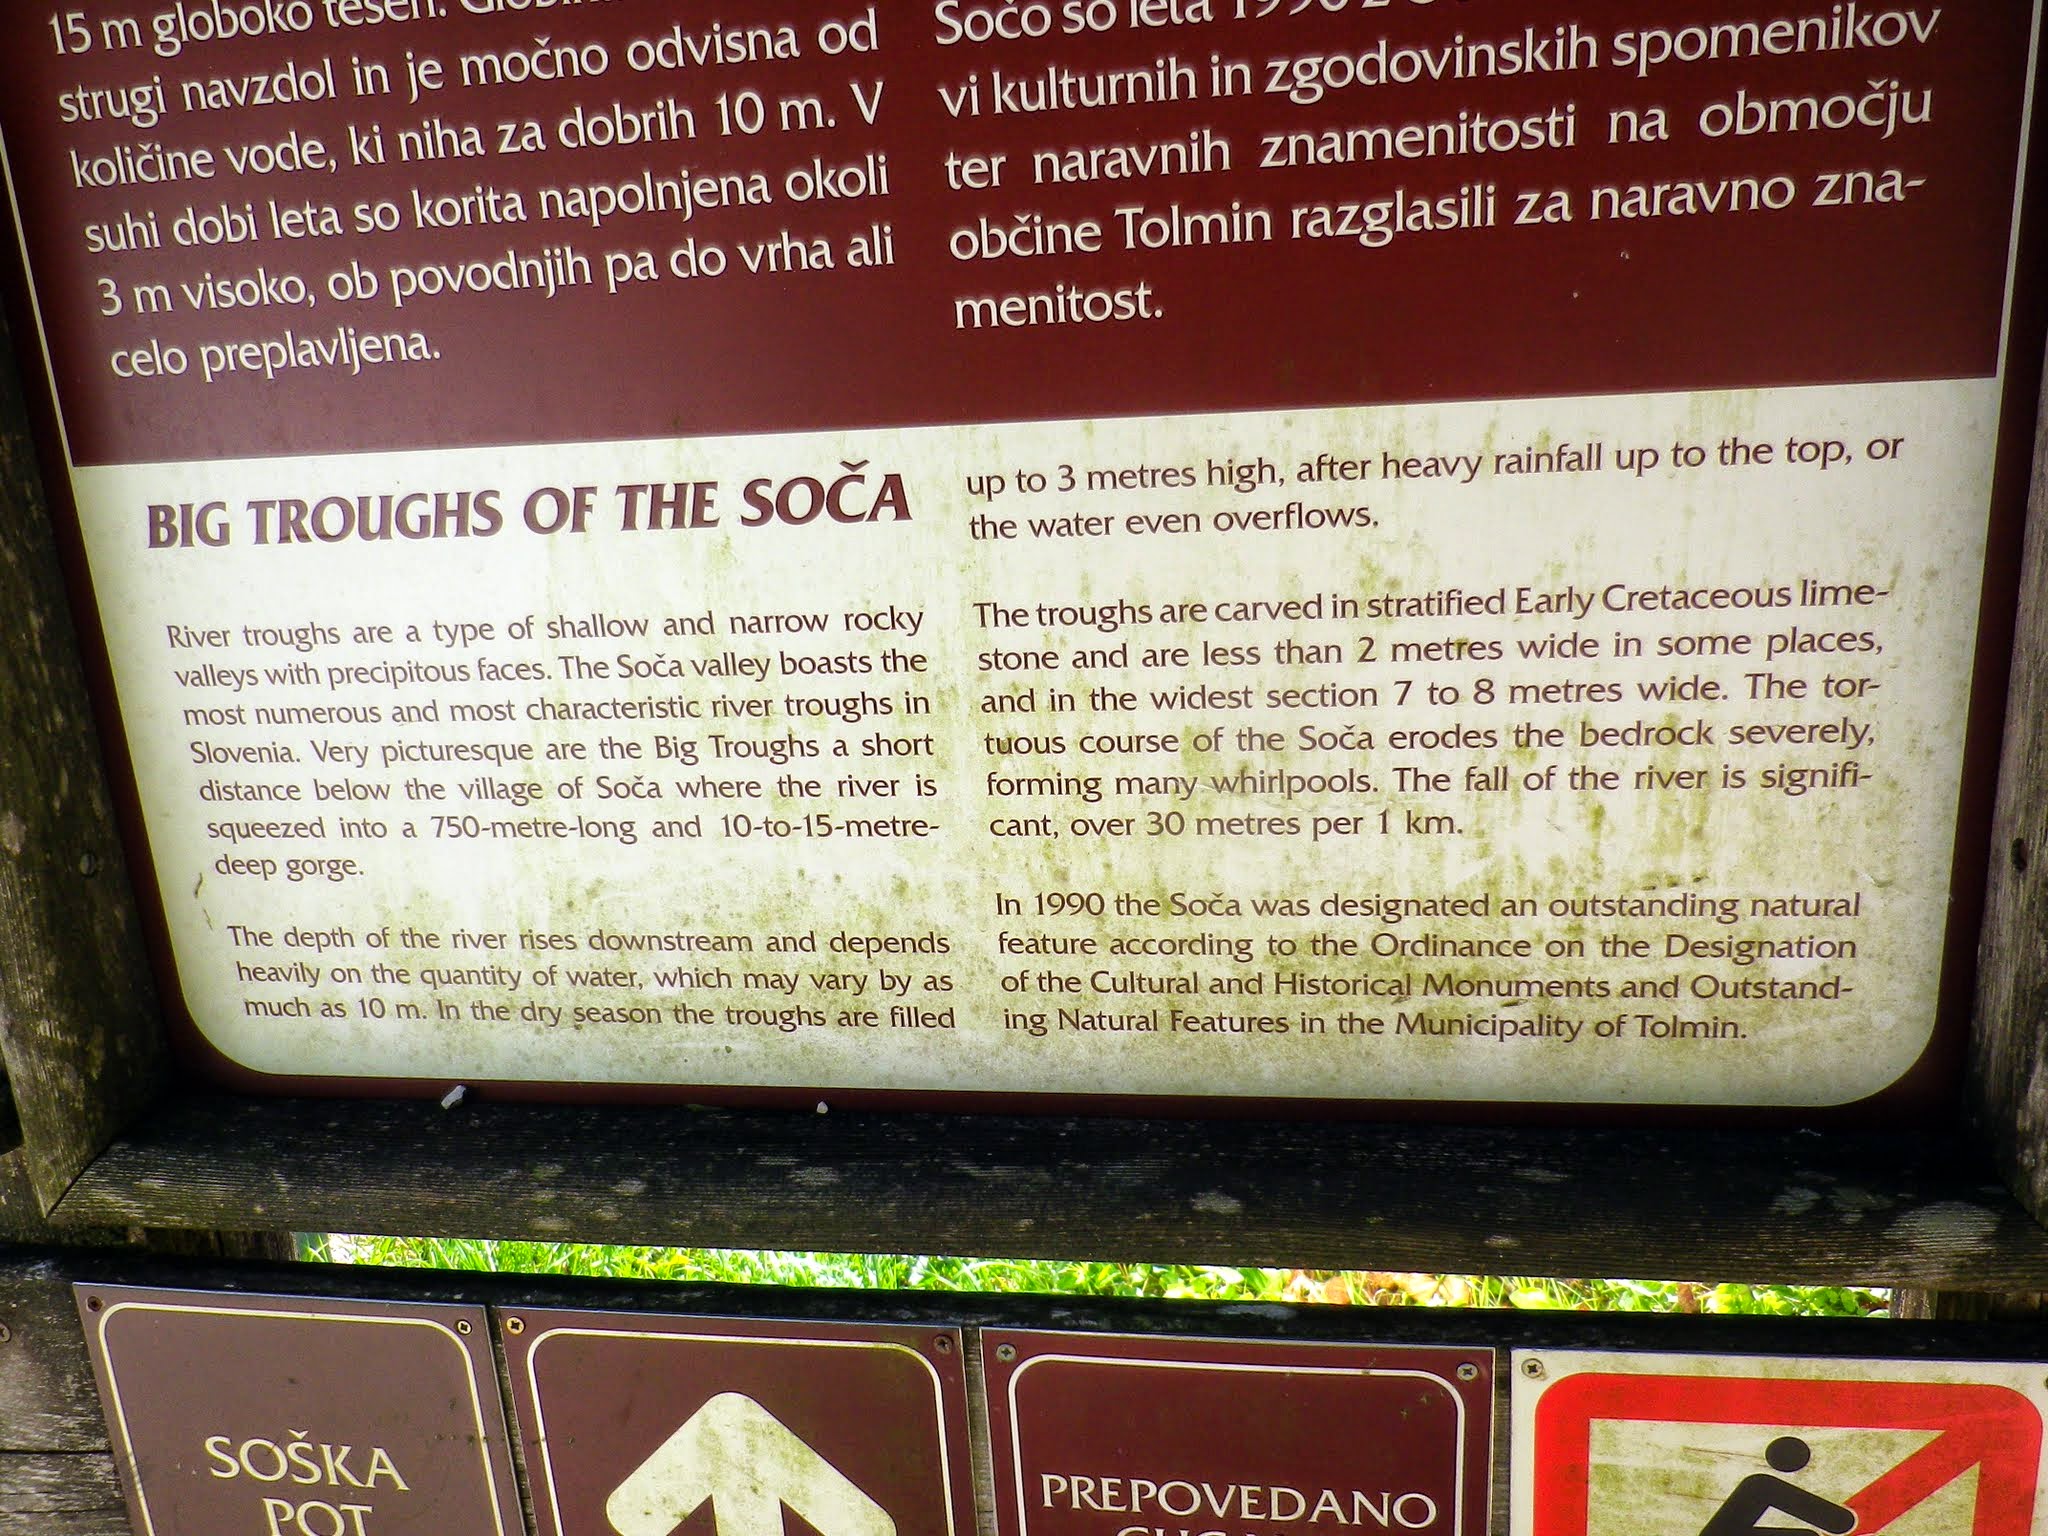 15 m globoko
strugi navzdol in je močno odvisna od
količine vode, ki niha za dobrih 10 m. V
suhi dobi leta so korita napolnjena okoli
3 m visoko, ob povodnjih pa do vrha ali
celo preplavljena.
Sočo so leta
vi kulturnih in zgodovinskih spomenikov
ter naravnih znamenitosti na območju
občine Tolmin razglasili za naravno zna-
menitost.
BIG TROUGHS OF THE SOČA
River troughs are a type of shallow and narrow rocky
valleys with precipitous faces. The Soča valley boasts the
most numerous and most characteristic river troughs in
Slovenia. Very picturesque are the Big Troughs a short
distance below the village of Soča where the river is
squeezed into a 750-metre-long and 10-to-15-metre-
deep gorge.
The depth of the river rises downstream and depends
heavily on the quantity of water, which may vary by as
much as 10 m. In the dry season the troughs are filled
up to 3 metres high, after heavy rainfall up to the top, or
the water even overflows.
The troughs are carved in stratified Early Cretaceous lime-
stone and are less than 2 metres wide in some places,
and in the widest section 7 to 8 metres wide. The tor-
tuous course of the Soča erodes the bedrock severely,
forming many whirlpools. The fall of the river is signifi-
cant, over 30 metres per 1 km.
In 1990 the Soča was designated an outstanding natural
feature according to the Ordinance on the Designation
of the Cultural and Historical Monuments and Outstand-
ing Natural Features in the Municipality of Tolmin.
SOŠKA
POT
PREPOVEDANO